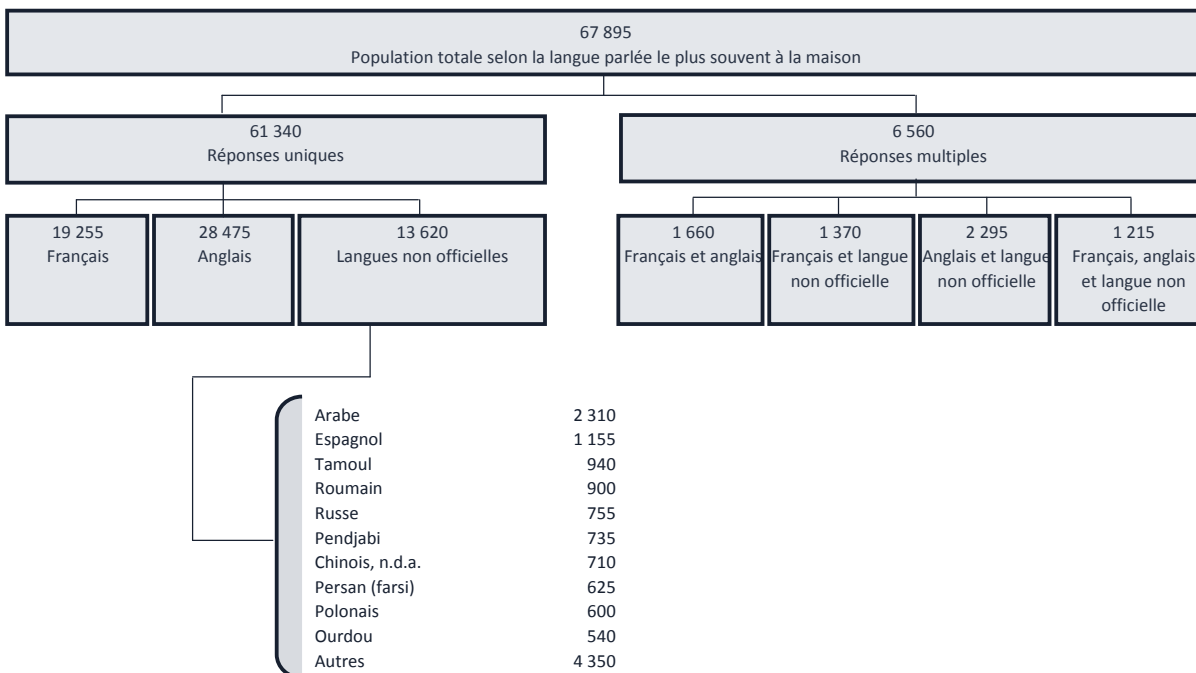 67 895
Population totale selon la langue parlée le plus souvent à la maison
61 340
Réponses uniques
6 560
Réponses multiples
19 255
Français
28 475
Anglais
13 620
Langues non officielles
1 660
Français et anglais
1 370
Français et langue
non officielle
2 295
Anglais et langue
non officielle
1 215
Français, anglais
et langue non
officielle
Arabe 2 310
Espagnol 1 155
Tamoul 940
Roumain 900
Russe 755
Pendjabi 735
Chinois, n.d.a. 710
Persan (farsi) 625
Polonais 600
Ourdou 540
Autres 4 350